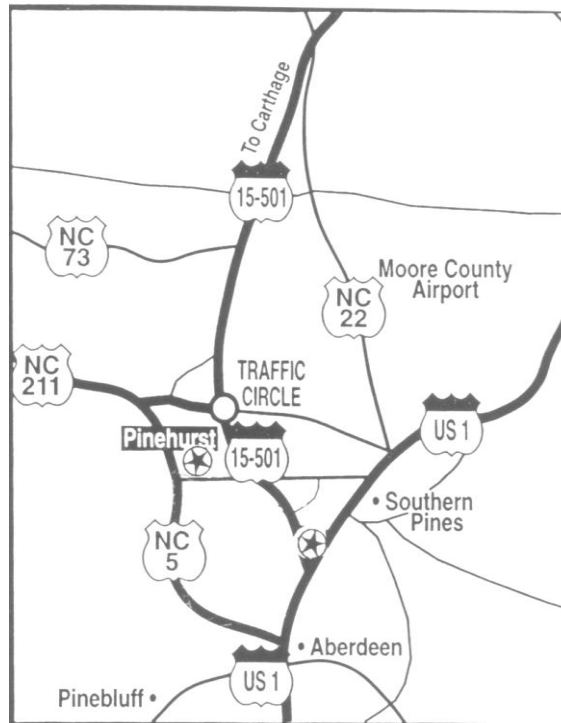 To Carthage
15-501
NC
73
Moore County
Airport
NC
22
NC
211
TRAFFIC
CIRCLE
US 1
Pinehurst
15-501
Southern
Pines
NC
5
Aberdeen
US 1
Pinebluff